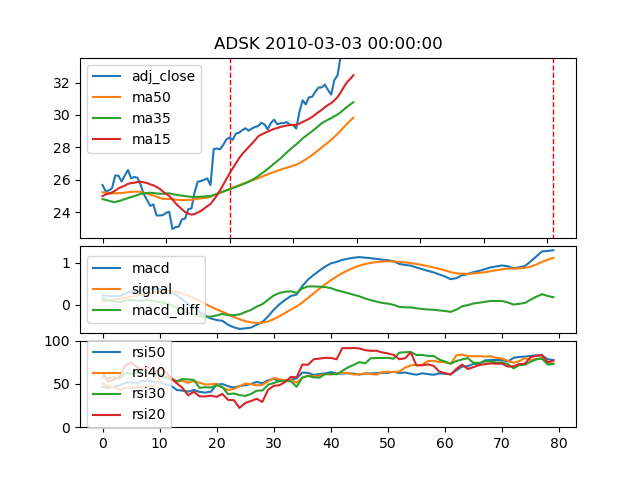 ADSK 2010-03-03 00:00:00
32
30
28
26
24
adj_close
ma50
ma35
ma15
1
0
macd
signal
macd_diff
100
50
0
rsi50
rsi40
rsi30
rsi20
0 10 20 30 40 50 60 70 80